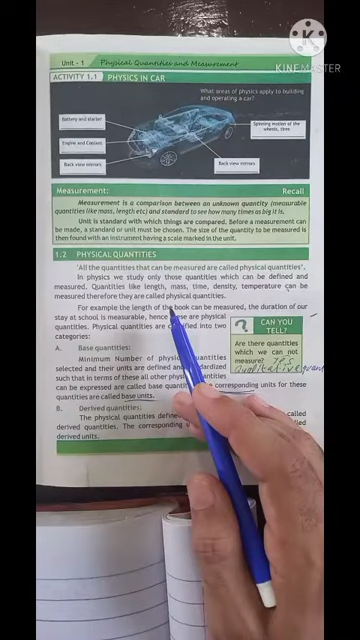 KINEMASTER
Unit - 1 Physical Quantities and Measurement
ACTIVITY 1.1 PHYSICS IN CAR
What areas of physics apply to building
and operating a car?
Battery and starter
Spinning motion of the
wheels, tires
Engine and Coolant
Back view mirrors
Back view mirrors
Measurement: Recall
Measurement is a comparison between an unknown quantity (measurable
quantities like mass, length etc) and standard to see how many times as big it is.
Unit is standard with which things are compared. Before a measurement can
be made, a standard or unit must be chosen. The size of the quantity to be measured is
then found with an instrument having a scale marked in the unit.
1.2 PHYSICAL QUANTITIES
'All the quantities that can be measured are called physical quantities'.
In physics we study only those quantities which can be defined and
measured. Quantities like length, mass, time, density, temperature can be
measured therefore they are called physical quantities.
For example the length of the book can be measured, the duration of our
stay at school is measurable, hence these are physical
quantities. Physical quantities are classified into two
categories:
? CAN YOU
TELL?
Are there quantities
which we can not
measure? Yes
Qualitative
A. Base quantities:
Minimum Number of physical quantities
selected and their units are defined and standardized
such that in terms of these all other physical quantities
can be expressed are called base quantities. corresponding units for these
quantities are called base units.
B. Derived quantities:
The physical quantities defined called
derived quantities. The corresponding called
derived units.